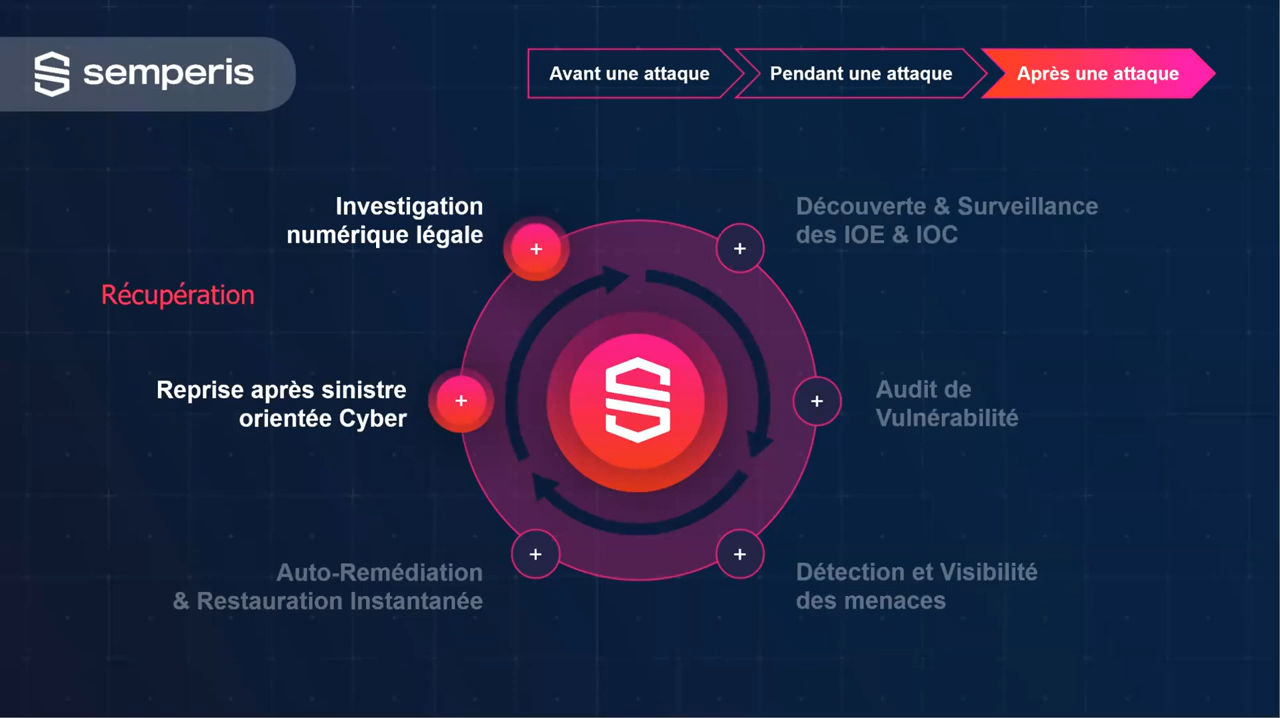 semperis
Avant une attaque
Pendant une attaque
Après une attaque
Investigation
numérique légale
Découverte & Surveillance
des IOE & IOC
Récupération
Reprise après sinistre
orientée Cyber
Audit de
Vulnérabilité
Auto-Remédiation
& Restauration Instantanée
Détection et Visibilité
des menaces